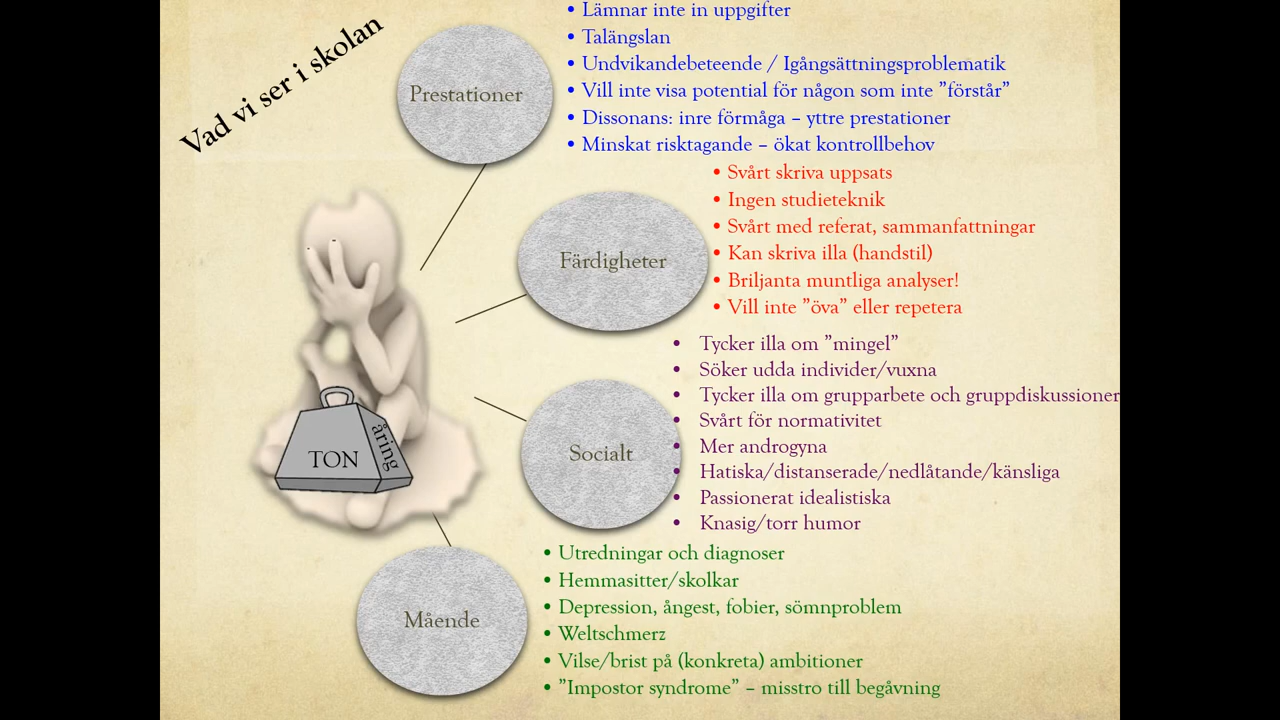 Vad vi ser i skolan
Prestationer
• Lämnar inte in uppgifter
• Talängslan
• Undvikandebeteende / Igångsättningsproblematik
• Vill inte visa potential för någon som inte ”förstår”
• Dissonans: inre förmåga – yttre prestationer
• Minskat risktagande – ökat kontrollbehov
Färdigheter
• Svårt skriva uppsats
• Ingen studieteknik
• Svårt med referat, sammanfattningar
• Kan skriva illa (handstil)
• Briljanta muntliga analyser!
• Vill inte ”öva” eller repetera
Socialt
• Tycker illa om ”mingel”
• Söker udda individer/vuxna
• Tycker illa om grupparbete och gruppdiskussioner
• Svårt för normativitet
• Mer androgyna
• Hatiska/distanserade/nedlåtande/känsliga
• Passionerat idealistiska
• Knasig/torr humor
TON
åring
Mående
• Utredningar och diagnoser
• Hemmasitter/skolkar
• Depression, ångest, fobier, sömnproblem
• Weltschmerz
• Vilse/brist på (konkreta) ambitioner
• ”Impostor syndrome” – misstro till begåvning